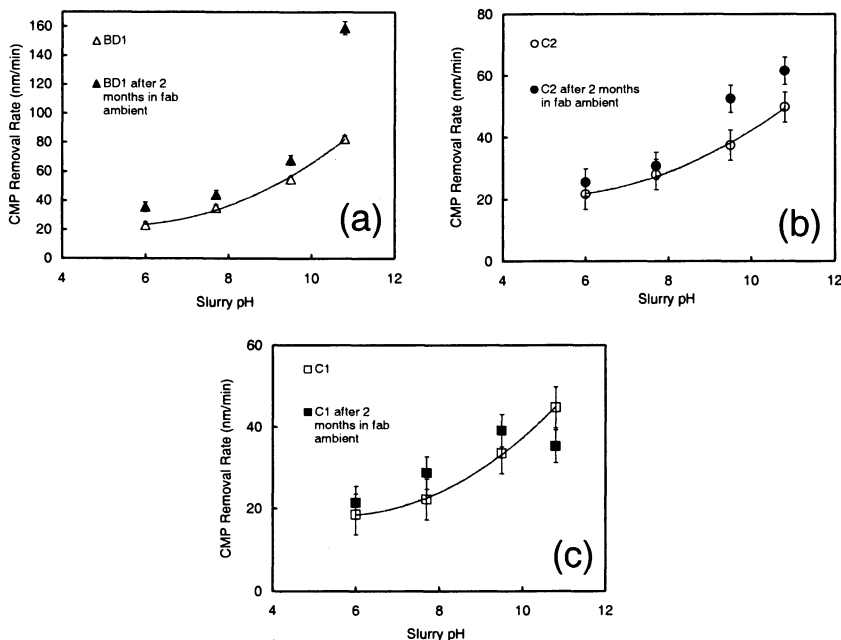 160
140
120
100
80
60
40
20
0
CMP Removal Rate (nm/min)
BD1
BD1 after 2
months in fab
ambient
(a)
4 6 8 10 12
Slurry pH
80
60
40
20
0
CMP Removal Rate (nm/min)
C2
C2 after 2 months
in fab ambient
(b)
4 6 8 10 12
Slurry pH
60
40
20
0
CMP Removal Rate (nm/min)
C1
C1 after 2
months in fab
ambient
(c)
4 6 8 10 12
Slurry pH